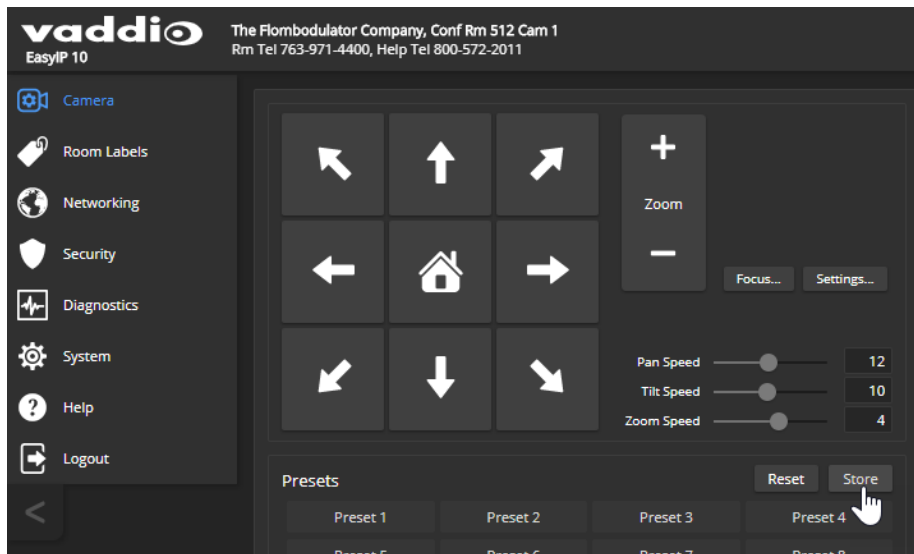 vaddio
EasyIP 10
The Flombodulator Company, Conf Rm 512 Cam 1
Rm Tel 763-971-4400, Help Tel 800-572-2011
Camera
Room Labels
Networking
Security
Diagnostics
System
Help
Logout
Zoom
Focus...
Settings...
Pan Speed 12
Tilt Speed 10
Zoom Speed 4
Presets
Reset
Store
Preset 1
Preset 2
Preset 3
Preset 4